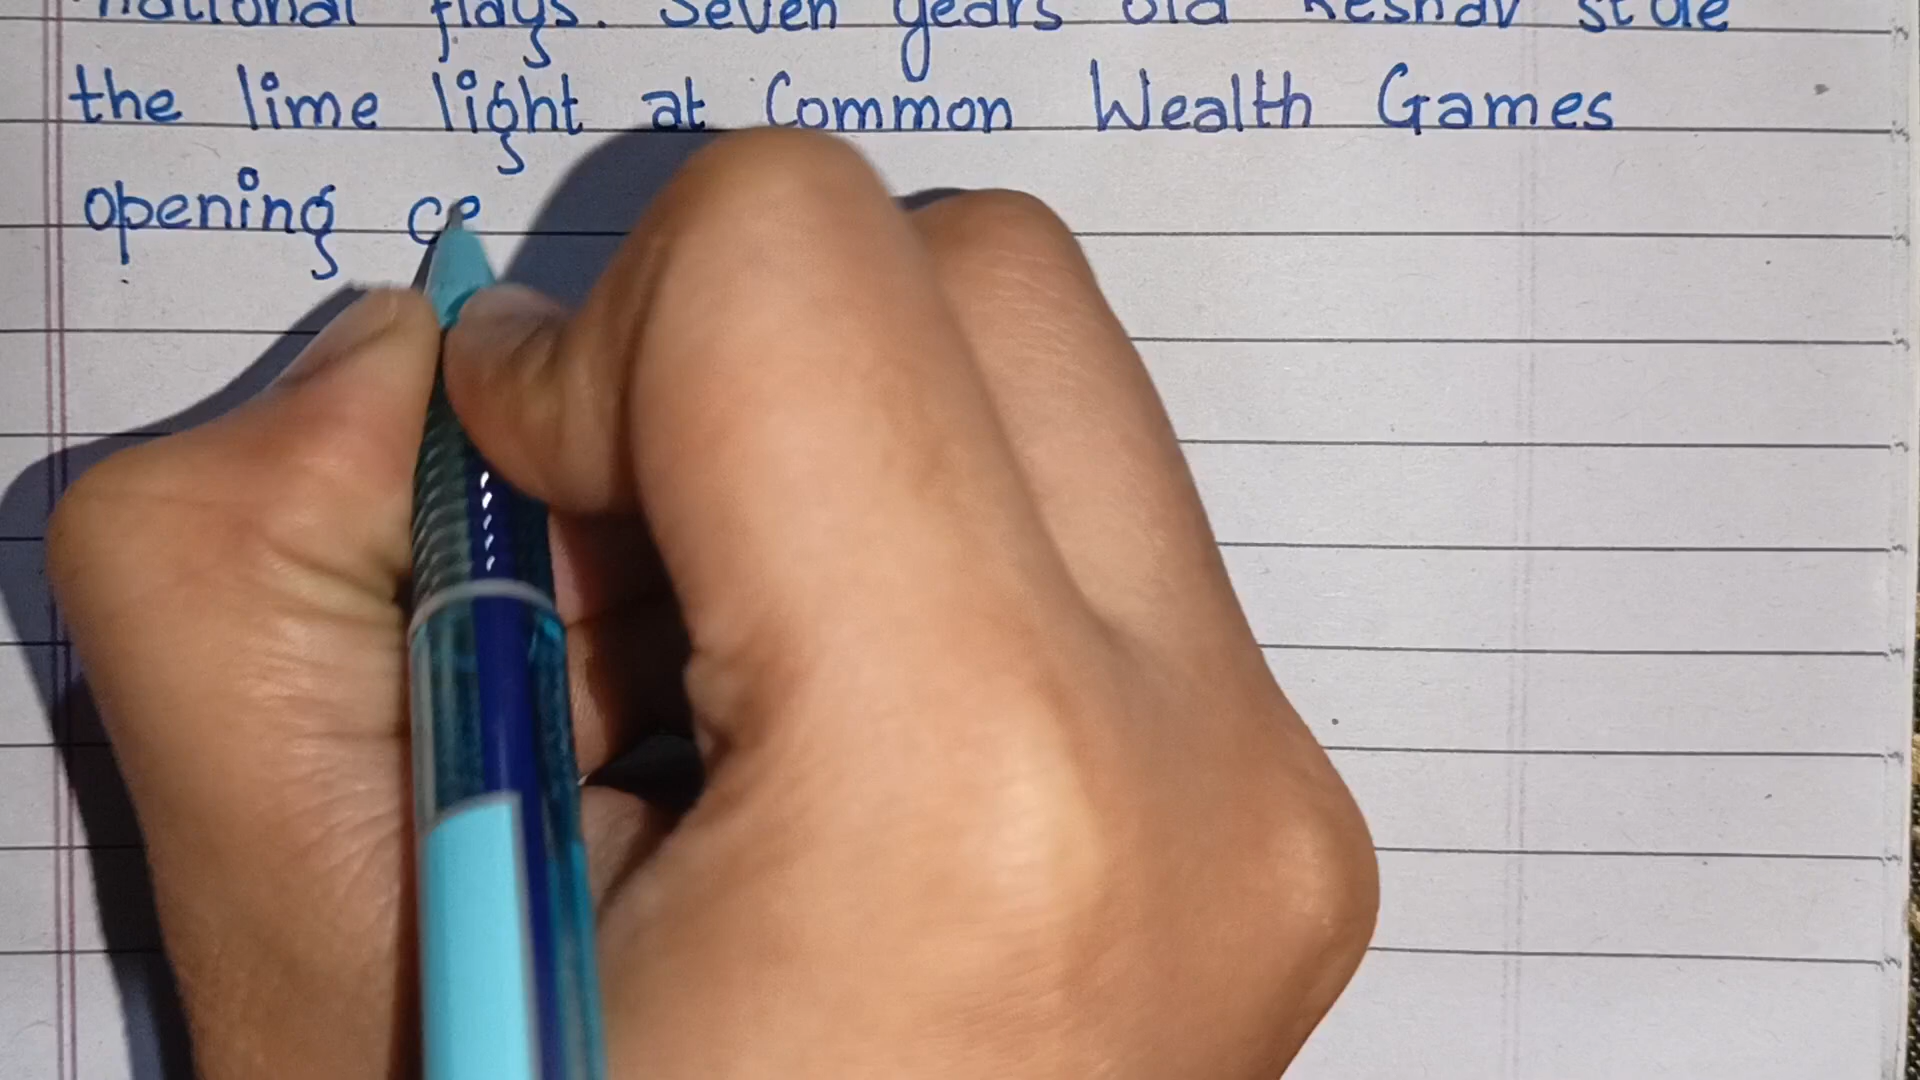 national flags. Seven years old Keshav stole
the lime light at Common Wealth Games
opening ce